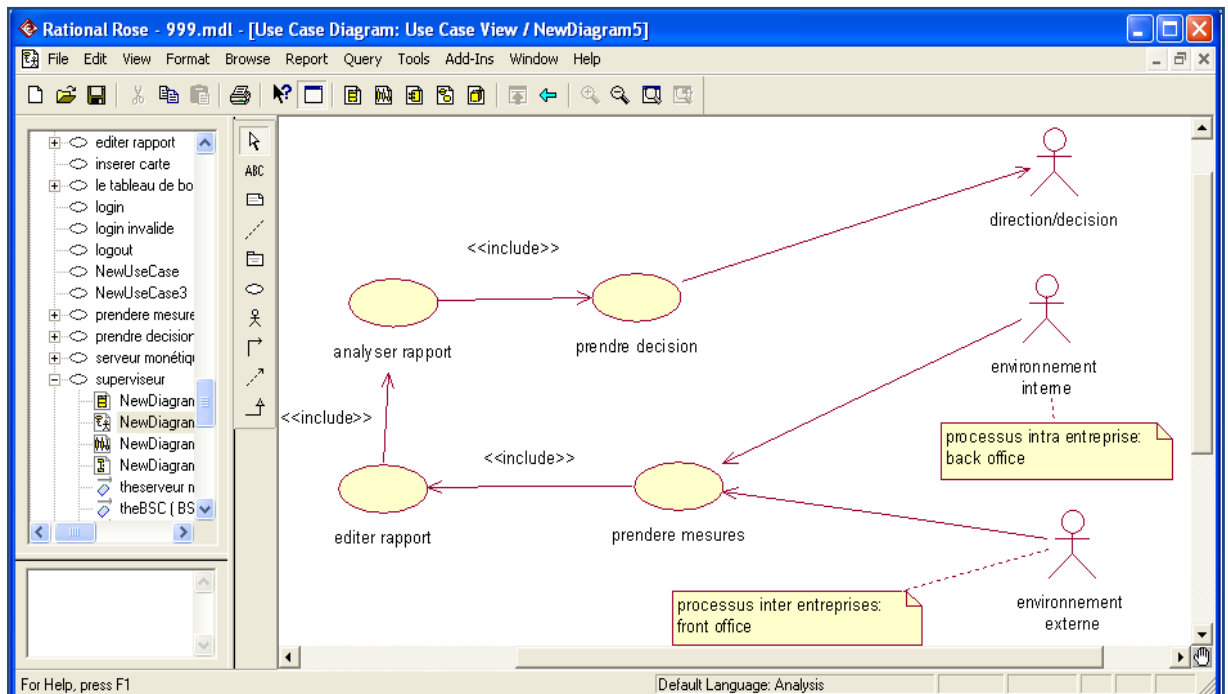 Rational Rose - 999.mdl - [Use Case Diagram: Use Case View / NewDiagram5]
File Edit View Format Browse Report Query Tools Add-Ins Window Help
editer rapport
inserer carte
le tableau de bo
login
login invalide
logout
NewUseCase
NewUseCase3
prendere mesure
prendre decision
serveur monétiqu
superviseur
NewDiagran
NewDiagran
NewDiagran
NewDiagran
theserveur n
theBSC ( BS
ABC
direction/decision
<<include>>
analyser rapport
prendre decision
environnement
interne
<<include>>
processus intra entreprise:
back office
<<include>>
editer rapport
prendere mesures
processus inter entreprises:
front office
environnement
externe
For Help, press F1
Default Language: Analysis